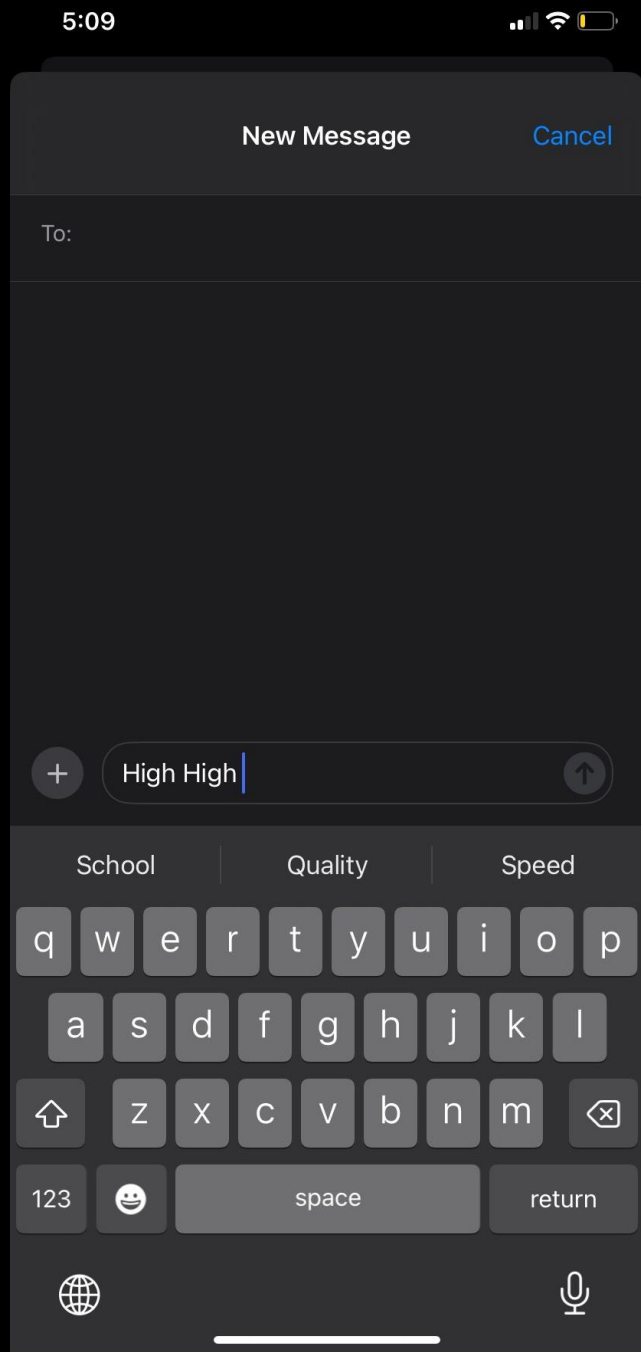 5:09
New Message Cancel
To:
High High
School Quality Speed
q w e r t y u i o p
a s d f g h j k l
z x c v b n m
123 space return